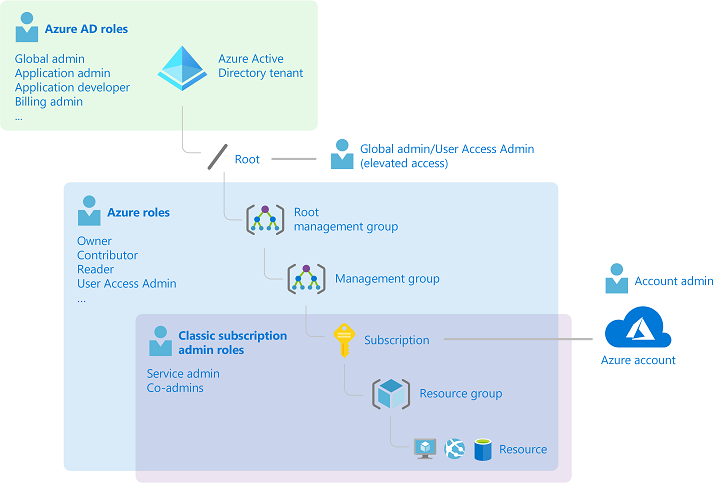 Azure AD roles
Global admin
Application admin
Application developer
Billing admin
...
Azure Active
Directory tenant
Root
Global admin/User Access Admin
(elevated access)
Azure roles
Owner
Contributor
Reader
User Access Admin
...
Root
management group
Management group
Account admin
Azure account
Classic subscription
admin roles
Service admin
Co-admins
Subscription
Resource group
Resource